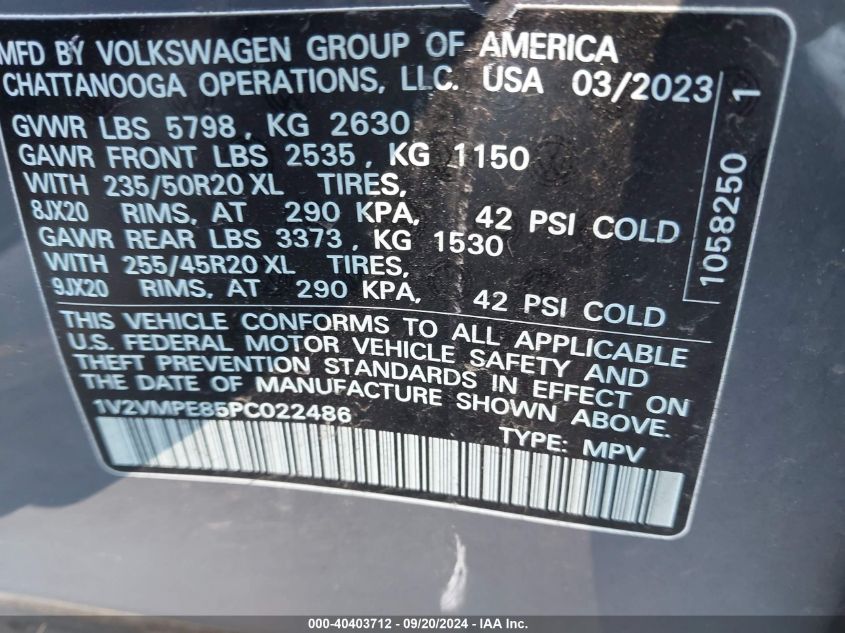 MFD BY VOLKSWAGEN GROUP OF AMERICA
CHATTANOOGA OPERATIONS, LLC. USA 03/2023
GVWR LBS 5798, KG 2630
GAWR FRONT LBS 2535, KG 1150
WITH 235/50R20 XL TIRES,
8JX20 RIMS, AT 290 KPA, 42 PSI COLD
GAWR REAR LBS 3373, KG 1530
WITH 255/45R20 XL TIRES,
9JX20 RIMS, AT 290 KPA, 42 PSI COLD
1058250 1
THIS VEHICLE CONFORMS TO ALL APPLICABLE
U.S. FEDERAL MOTOR VEHICLE SAFETY AND
THEFT PREVENTION STANDARDS IN EFFECT ON
THE DATE OF MANUFACTURE SHOWN ABOVE.
1V2VMPE85PC022486
TYPE: MPV
000-40403712 - 09/20/2024 - IAA Inc.